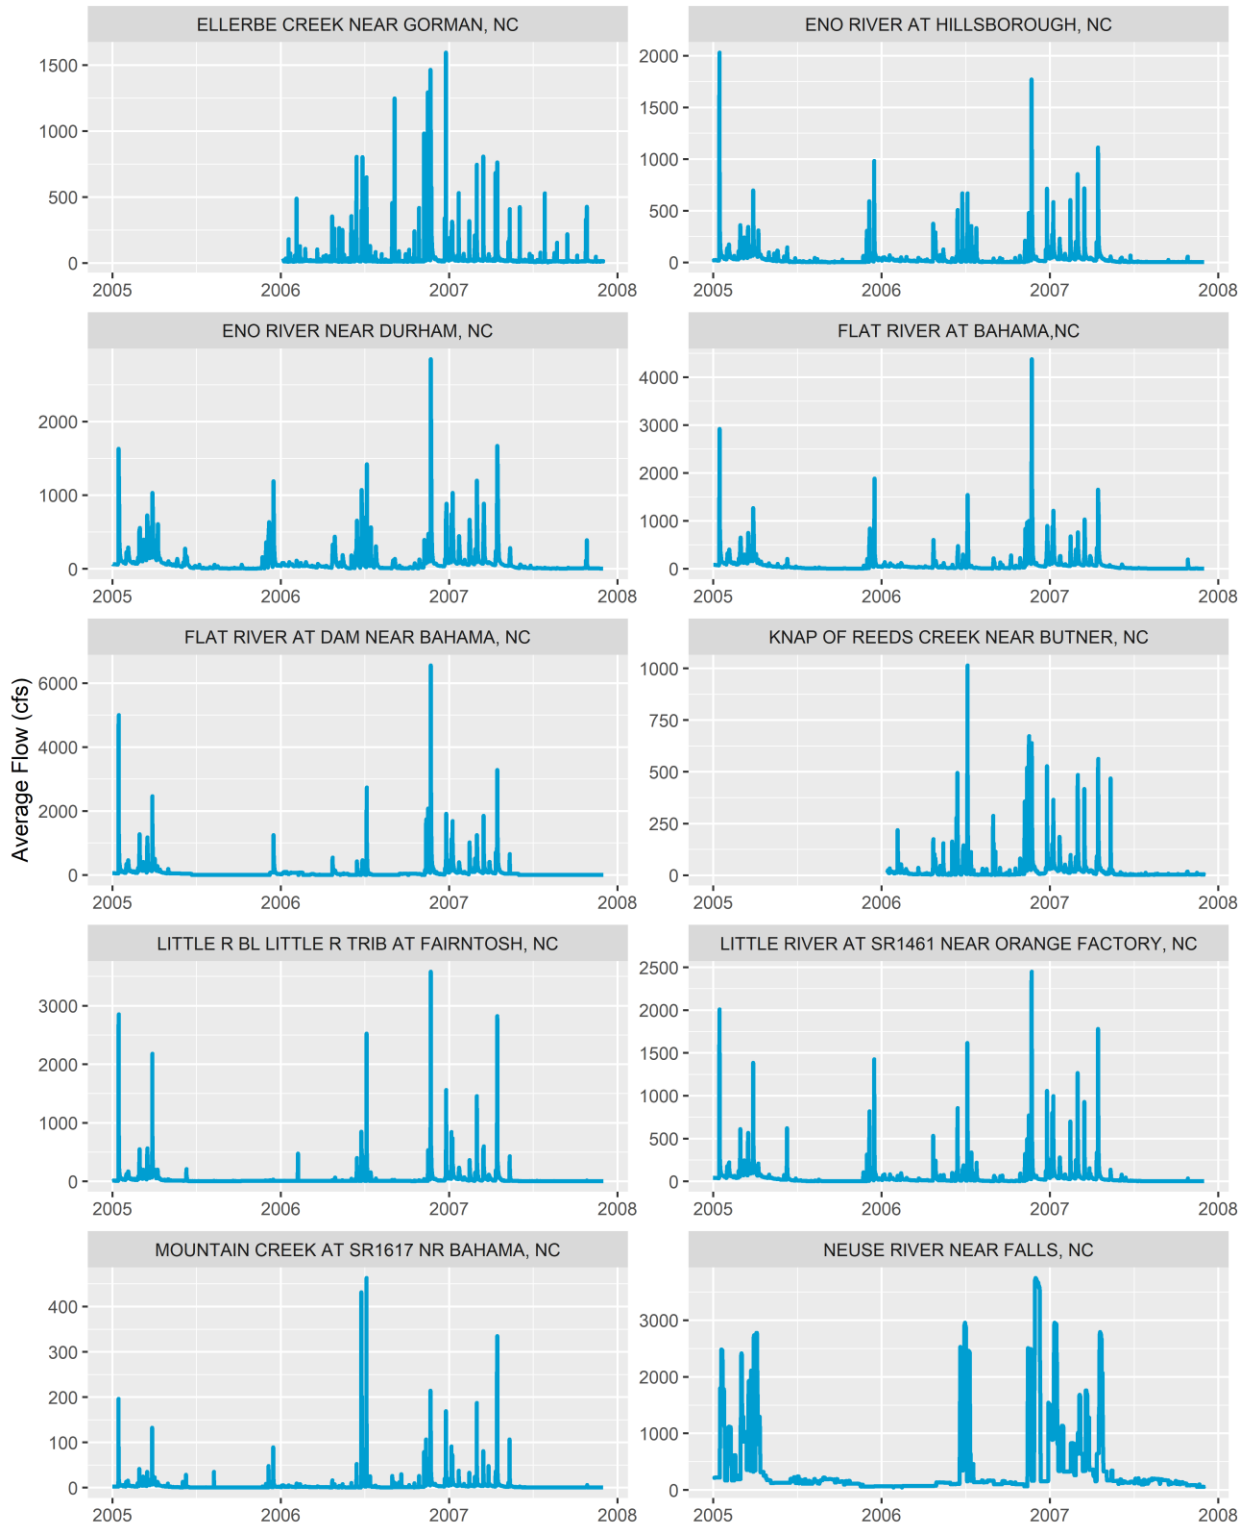 ELLERBE CREEK NEAR GORMAN, NC
1500
1000
500
0
2005 2006 2007 2008
ENO RIVER AT HILLSBOROUGH, NC
2000
1500
1000
500
0
2005 2006 2007 2008
ENO RIVER NEAR DURHAM, NC
2000
1000
0
2005 2006 2007 2008
FLAT RIVER AT BAHAMA,NC
4000
3000
2000
1000
0
2005 2006 2007 2008
Average Flow (cfs)
FLAT RIVER AT DAM NEAR BAHAMA, NC
6000
4000
2000
0
2005 2006 2007 2008
KNAP OF REEDS CREEK NEAR BUTNER, NC
1000
750
500
250
0
2005 2006 2007 2008
LITTLE R BL LITTLE R TRIB AT FAIRNTOSH, NC
3000
2000
1000
0
2005 2006 2007 2008
LITTLE RIVER AT SR1461 NEAR ORANGE FACTORY, NC
2500
2000
1500
1000
500
0
2005 2006 2007 2008
MOUNTAIN CREEK AT SR1617 NR BAHAMA, NC
400
300
200
100
0
2005 2006 2007 2008
NEUSE RIVER NEAR FALLS, NC
3000
2000
1000
0
2005 2006 2007 2008